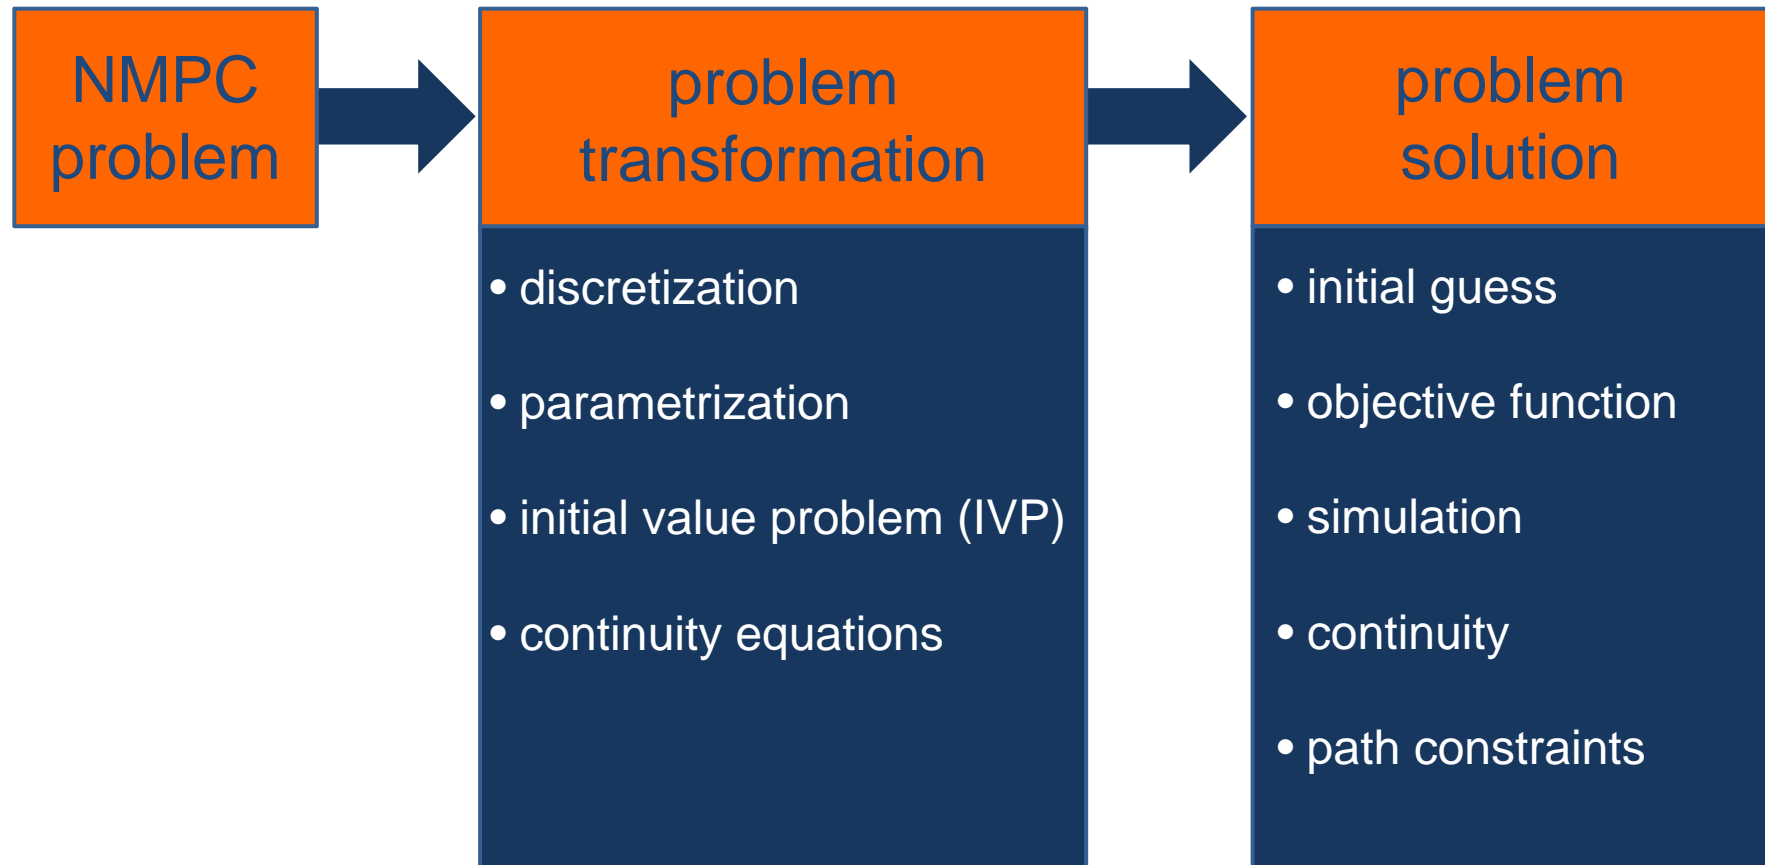 NMPC
problem
problem
transformation
• discretization
• parametrization
• initial value problem (IVP)
• continuity equations
problem
solution
• initial guess
• objective function
• simulation
• continuity
• path constraints